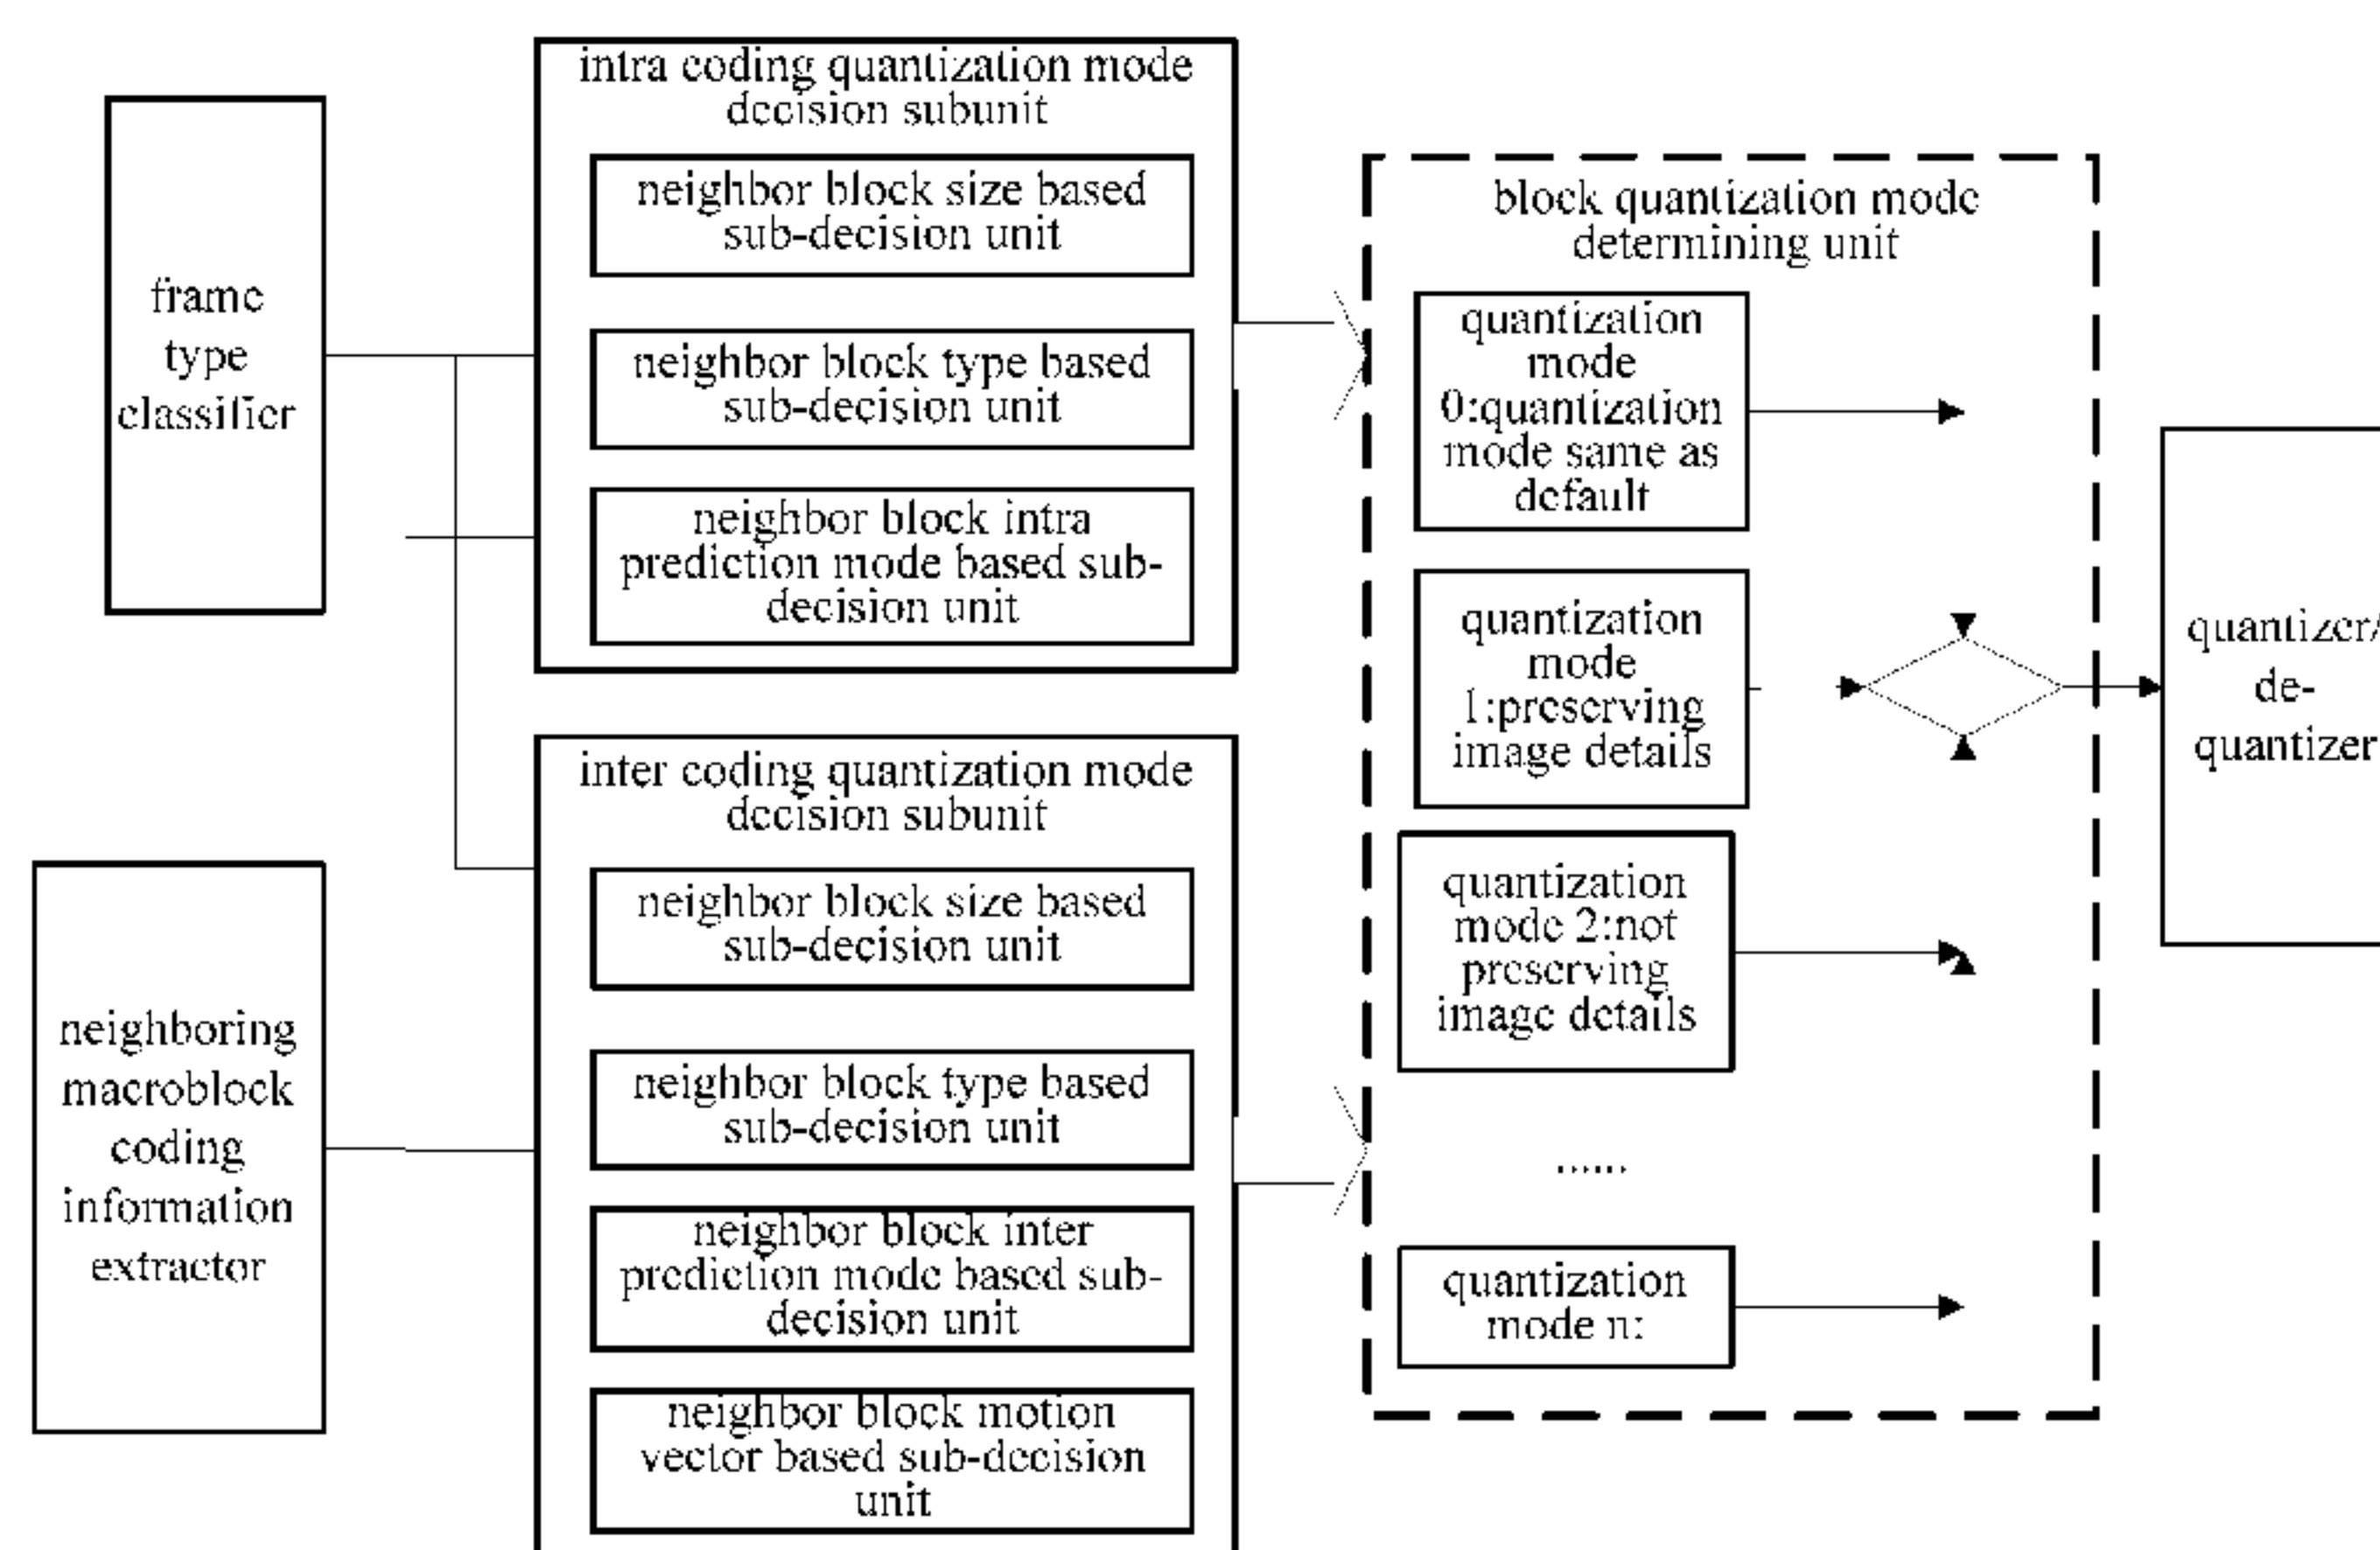 frame
type
classifier
neighboring
macroblock
coding
information
extractor
intra coding quantization mode
decision subunit
neighbor block size based
sub-decision unit
neighbor block type based
sub-decision unit
neighbor block intra
prediction mode based sub-
decision unit
inter coding quantization mode
decision subunit
neighbor block size based
sub-decision unit
neighbor block type based
sub-decision unit
neighbor block inter
prediction mode based sub-
decision unit
neighbor block motion
vector based sub-decision
unit
block quantization mode
determining unit
quantization
mode
0:quantization
mode same as
default
quantization
mode
1:preserving
image details
quantization
mode 2:not
preserving
image details
......
quantization
mode n:
quantizer/
de-
quantizer